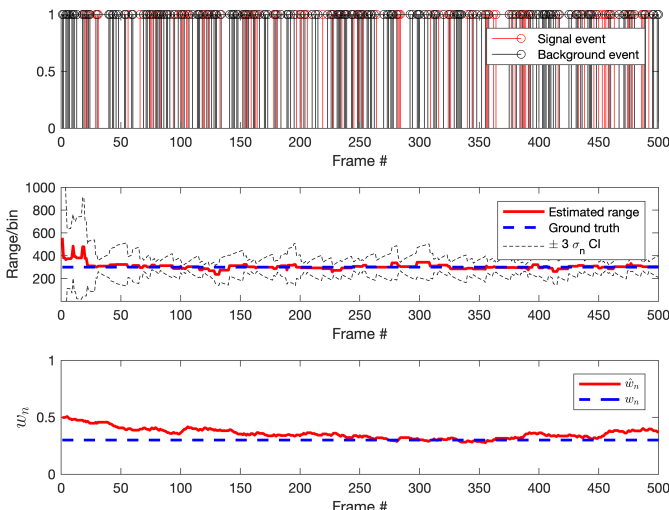 1
0.5
0
Signal event
Background event
0 50 100 150 200 250 300 350 400 450 500
Frame #
Range/bin
1000
800
600
400
200
Estimated range
Ground truth
± 3 σn CI
0 50 100 150 200 250 300 350 400 450 500
Frame #
wn
1
0.5
0
ŵn
wn
0 50 100 150 200 250 300 350 400 450 500
Frame #